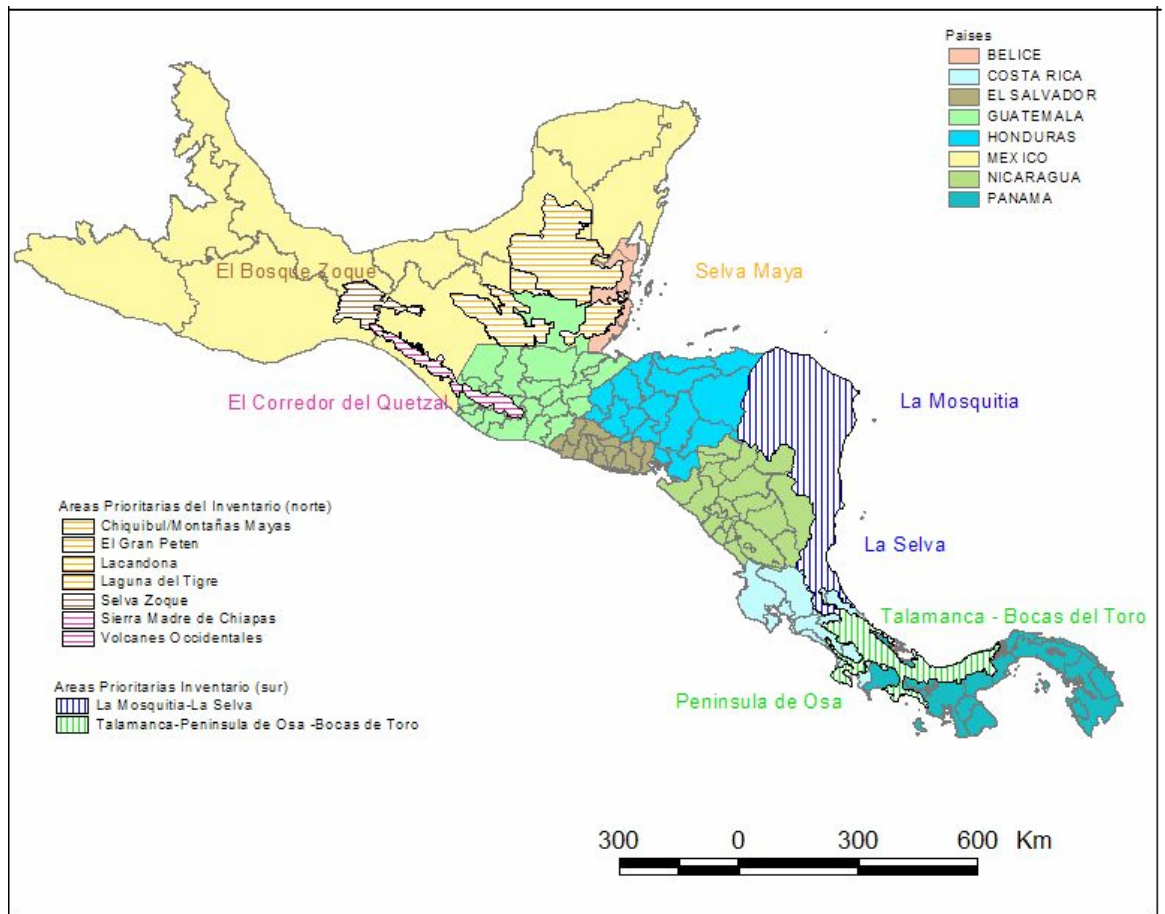 Paises
BELICE
COSTA RICA
EL SALVADOR
GUATEMALA
HONDURAS
MEXICO
NICARAGUA
PANAMA
El Bosque Zoque
Selva Maya
El Corredor del Quetzal
La Mosquitia
La Selva
Talamanca - Bocas del Toro
Peninsula de Osa
Areas Prioritarias del Inventario (norte)
Chiquibul/Montañas Mayas
El Gran Peten
Lacandona
Laguna del Tigre
Selva Zoque
Sierra Madre de Chiapas
Volcanes Occidentales
Areas Prioritarias Inventario (sur)
La Mosquitia-La Selva
Talamanca-Peninsula de Osa -Bocas de Toro
300 0 300 600 Km